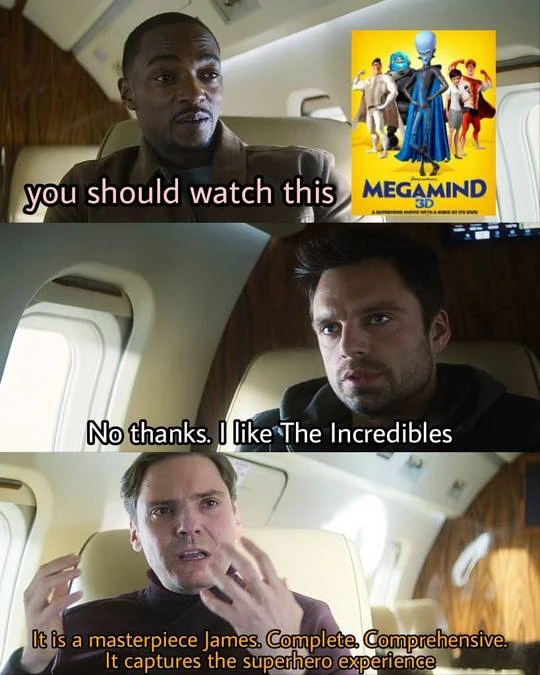 you should watch this
MEGAMIND
3D
No thanks. I like The Incredibles
It is a masterpiece James. Complete. Comprehensive.
It captures the superhero experience